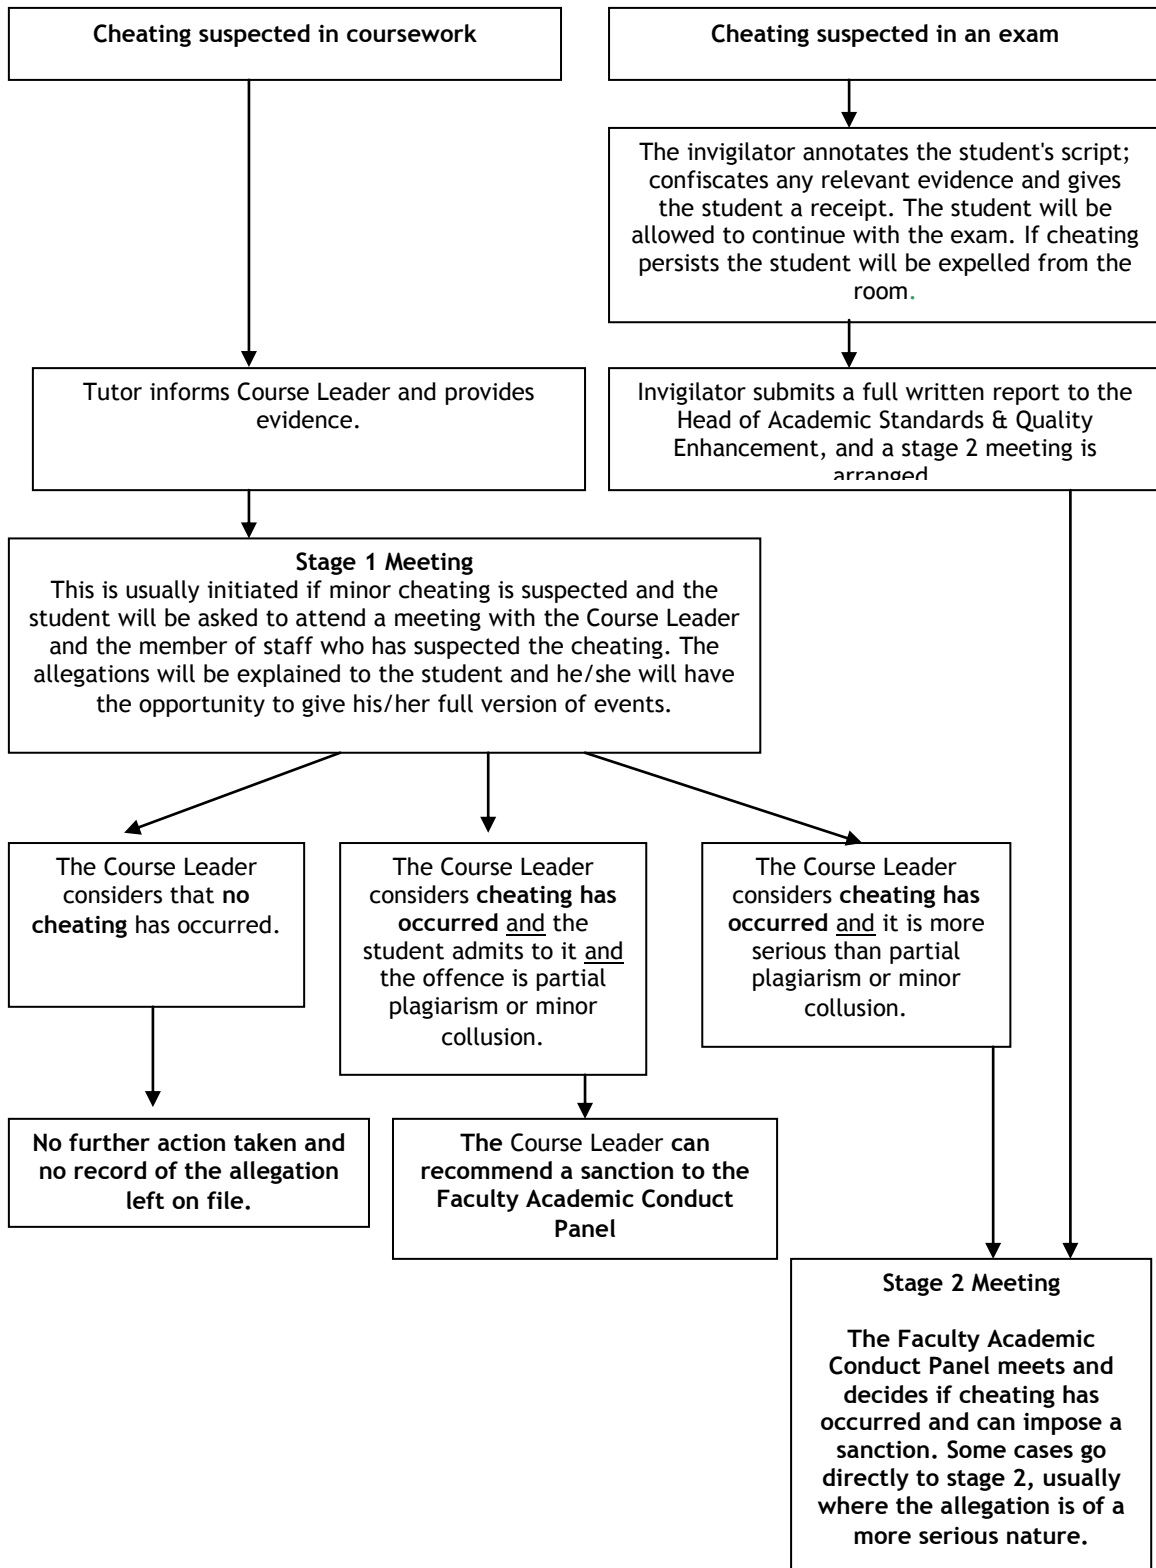 Cheating suspected in coursework
Cheating suspected in an exam
The invigilator annotates the student's script;
confiscates any relevant evidence and gives
the student a receipt. The student will be
allowed to continue with the exam. If cheating
persists the student will be expelled from the
room.
Tutor informs Course Leader and provides
evidence.
Invigilator submits a full written report to the
Head of Academic Standards & Quality
Enhancement, and a stage 2 meeting is
arranged
Stage 1 Meeting
This is usually initiated if minor cheating is suspected and the
student will be asked to attend a meeting with the Course Leader
and the member of staff who has suspected the cheating. The
allegations will be explained to the student and he/she will have
the opportunity to give his/her full version of events.
The Course Leader
considers that no
cheating has occurred.
The Course Leader
considers cheating has
occurred and the
student admits to it and
the offence is partial
plagiarism or minor
collusion.
The Course Leader
considers cheating has
occurred and it is more
serious than partial
plagiarism or minor
collusion.
No further action taken and
no record of the allegation
left on file.
The Course Leader can
recommend a sanction to the
Faculty Academic Conduct
Panel
Stage 2 Meeting
The Faculty Academic
Conduct Panel meets and
decides if cheating has
occurred and can impose a
sanction. Some cases go
directly to stage 2, usually
where the allegation is of a
more serious nature.